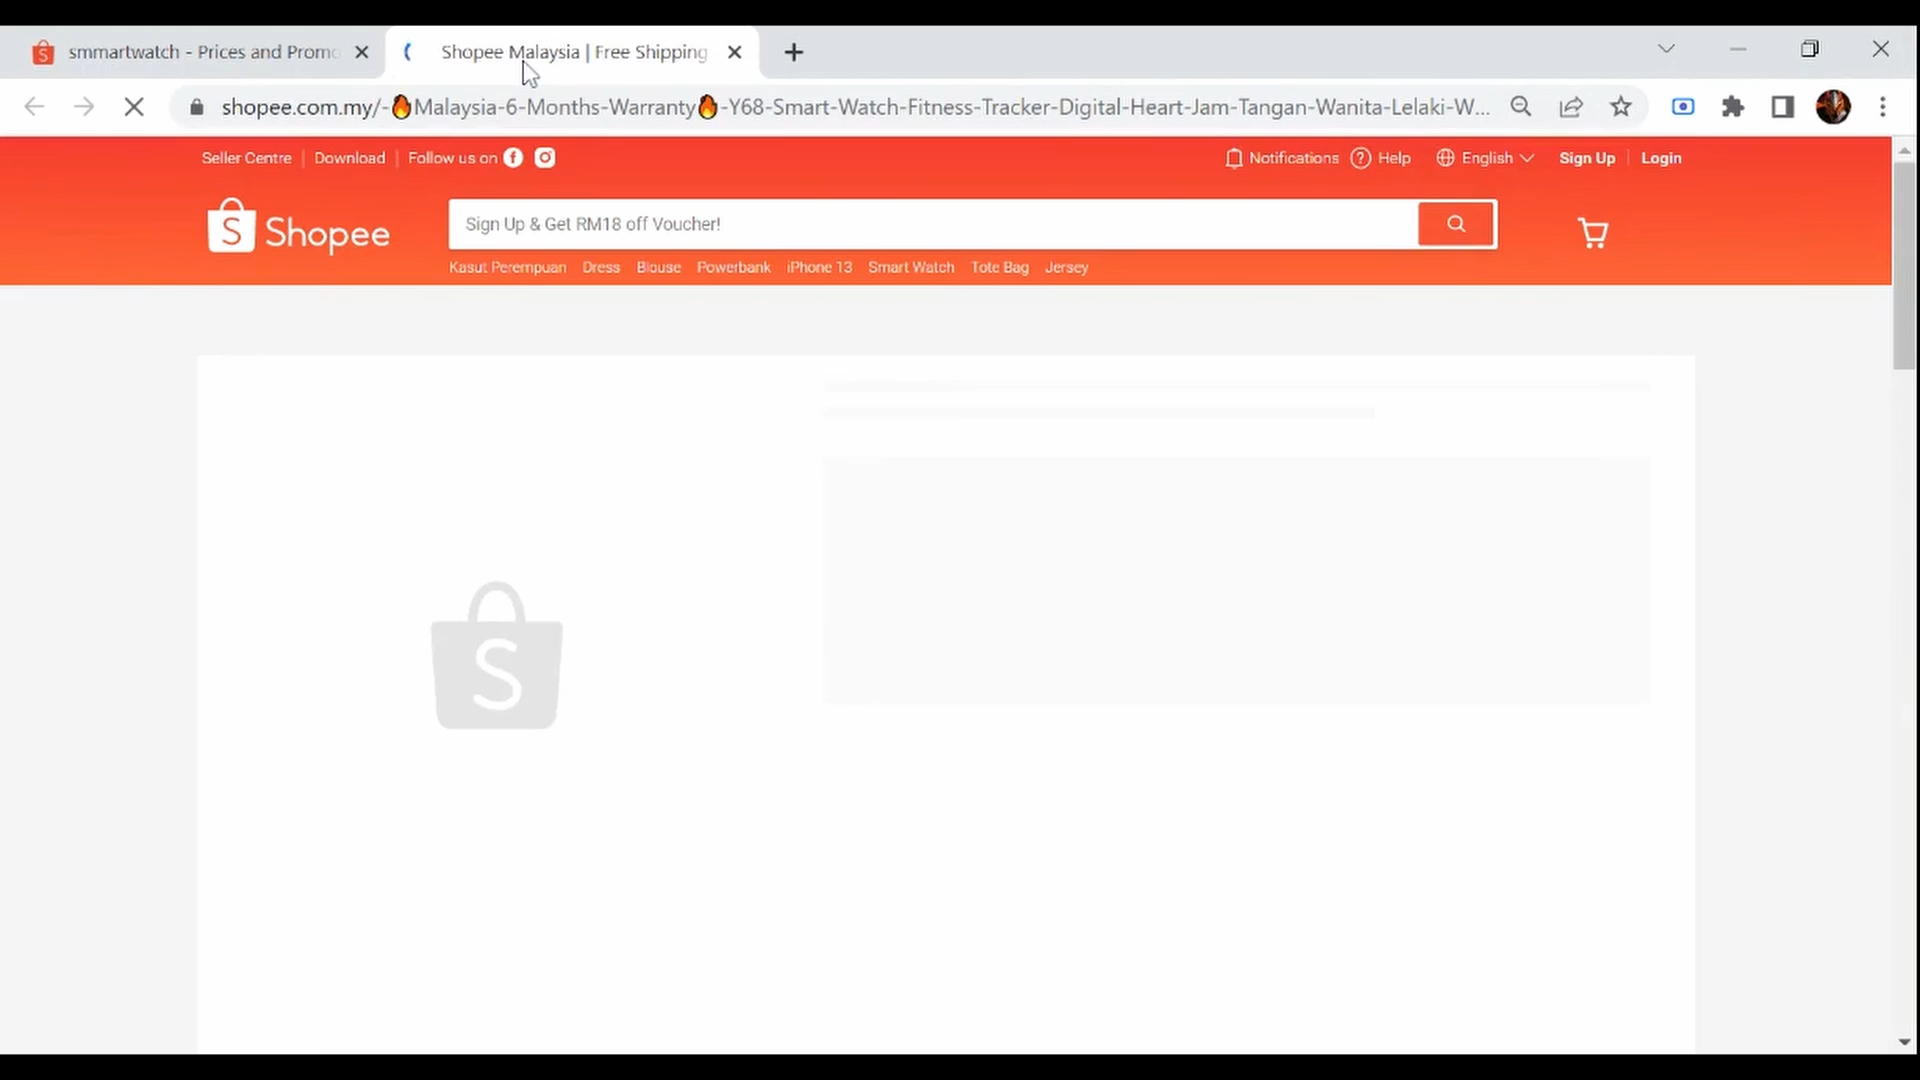 smmartwatch - Prices and Promo
Shopee Malaysia | Free Shipping
shopee.com.my/-🔥Malaysia-6-Months-Warranty🔥-Y68-Smart-Watch-Fitness-Tracker-Digital-Heart-Jam-Tangan-Wanita-Lelaki-W...
Seller Centre | Download | Follow us on
Notifications Help English Sign Up | Login
Shopee
Sign Up & Get RM18 off Voucher!
Kasut Perempuan Dress Blouse Powerbank iPhone 13 Smart Watch Tote Bag Jersey